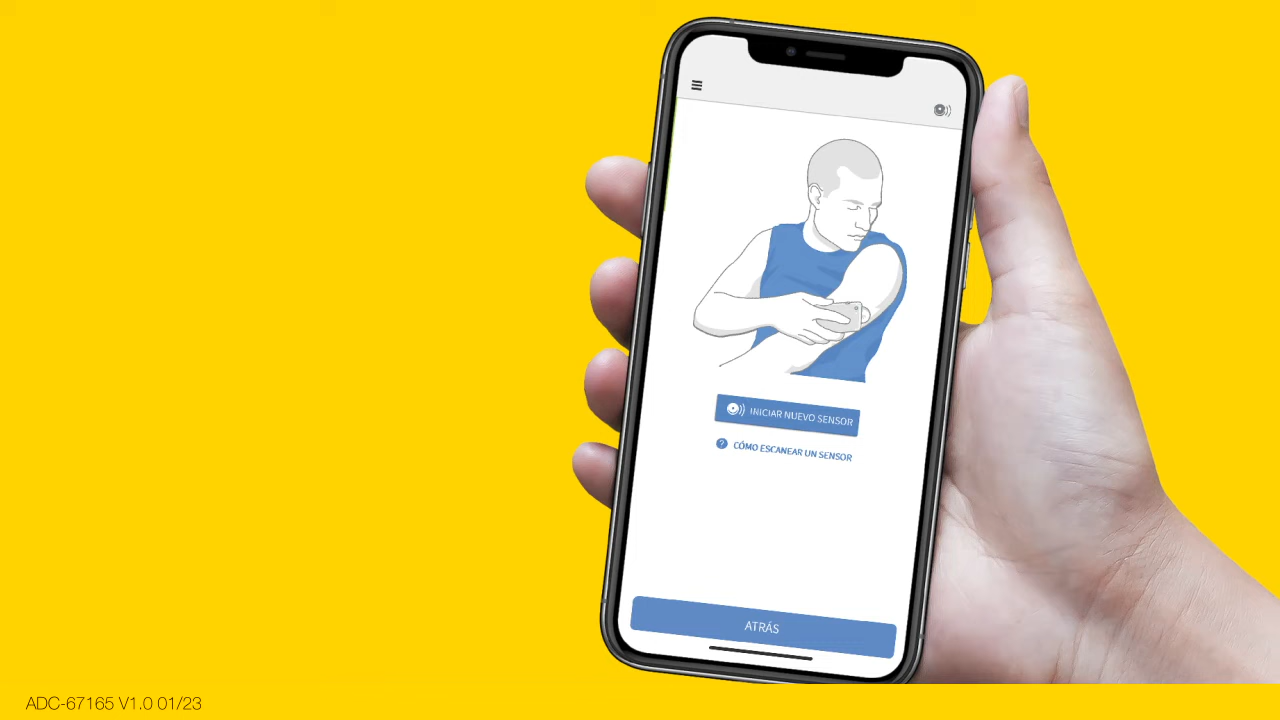 INICIAR NUEVO SENSOR
? CÓMO ESCANEAR UN SENSOR
ATRÁS
ADC-67165 V1.0 01/23